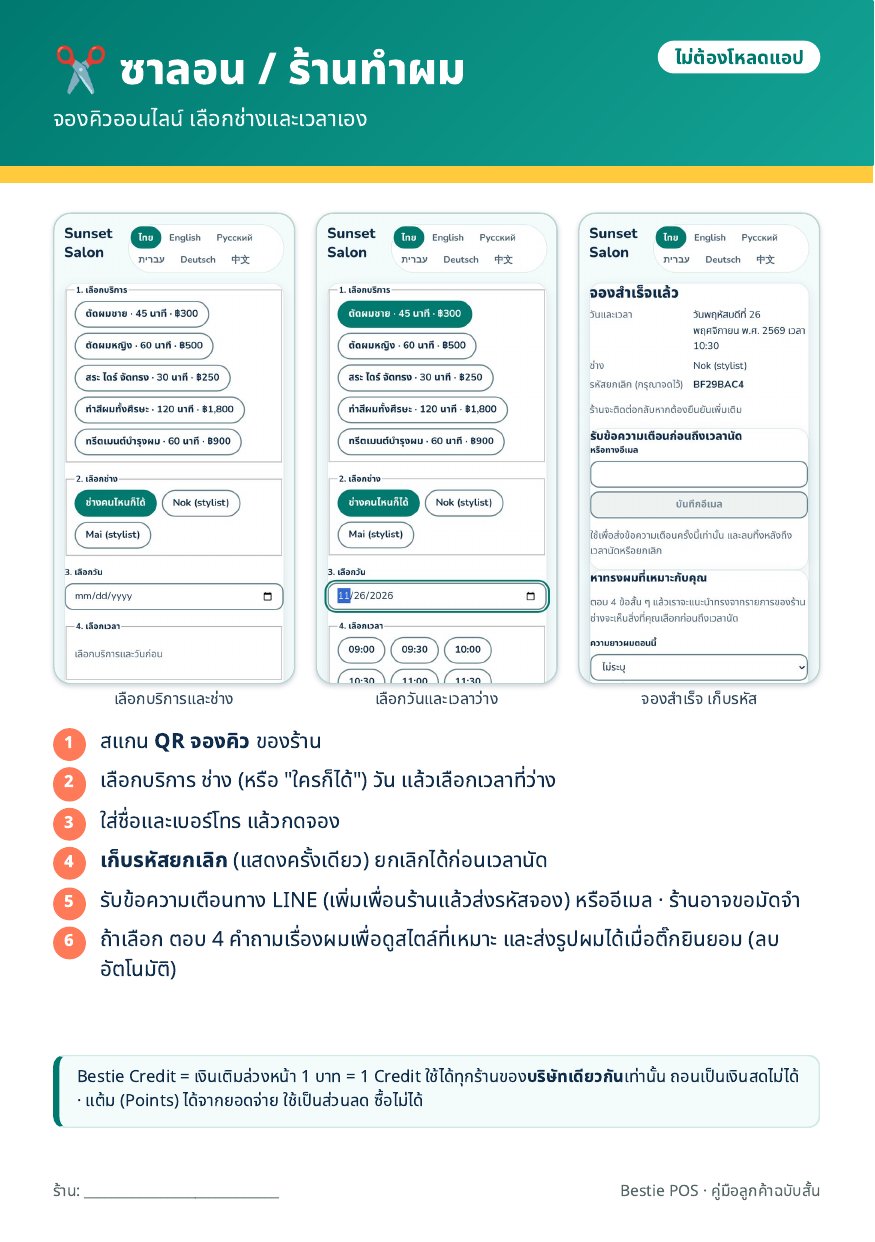 ซาลอน / ร้านทำผม
ไม่ต้องโหลดแอป
จองคิวออนไลน์ เลือกช่างและเวลาเอง
Sunset
Salon
ไทย English Русский
עברית Deutsch 中文
1. เลือกบริการ
ตัดผมชาย · 45 นาที · ฿300
ตัดผมหญิง · 60 นาที · ฿500
สระ ไดร์ จัดทรง · 30 นาที · ฿250
ทำสีผมทั้งศีรษะ · 120 นาที · ฿1,800
ทรีตเมนต์บำรุงผม · 60 นาที · ฿900
2. เลือกช่าง
ช่างคนไหนก็ได้ Nok (stylist)
Mai (stylist)
3. เลือกวัน
mm/dd/yyyy
4. เลือกเวลา
เลือกบริการและวันก่อน
เลือกบริการและช่าง
Sunset
Salon
ไทย English Русский
עברית Deutsch 中文
1. เลือกบริการ
ตัดผมชาย · 45 นาที · ฿300
ตัดผมหญิง · 60 นาที · ฿500
สระ ไดร์ จัดทรง · 30 นาที · ฿250
ทำสีผมทั้งศีรษะ · 120 นาที · ฿1,800
ทรีตเมนต์บำรุงผม · 60 นาที · ฿900
2. เลือกช่าง
ช่างคนไหนก็ได้ Nok (stylist)
Mai (stylist)
3. เลือกวัน
11/26/2026
4. เลือกเวลา
09:00 09:30 10:00
10:30 11:00 11:30
เลือกวันและเวลาว่าง
Sunset
Salon
ไทย English Русский
עברית Deutsch 中文
จองสำเร็จแล้ว
วันและเวลา วันพฤหัสบดีที่ 26
พฤศจิกายน พ.ศ. 2569 เวลา
10:30
ช่าง Nok (stylist)
รหัสยกเลิก (กรุณาจดไว้) BF29BAC4
ร้านจะติดต่อกลับหากต้องยืนยันเพิ่มเติม
รับข้อความเตือนก่อนถึงเวลานัด
หรือทางอีเมล
บันทึกอีเมล
ใช้เพื่อส่งข้อความเตือนครั้งนี้เท่านั้น และลบทิ้งหลังถึง
เวลานัดหรือยกเลิก
หาทรงผมที่เหมาะกับคุณ
ตอบ 4 ข้อสั้น ๆ แล้วเราจะแนะนำทรงจากรายการของร้าน
ช่างจะเห็นสิ่งที่คุณเลือกก่อนถึงเวลานัด
ความยาวผมตอนนี้
ไม่ระบุ
จองสำเร็จ เก็บรหัส
1 สแกน QR จองคิว ของร้าน
2 เลือกบริการ ช่าง (หรือ "ใครก็ได้") วัน แล้วเลือกเวลาที่ว่าง
3 ใส่ชื่อและเบอร์โทร แล้วกดจอง
4 เก็บรหัสยกเลิก (แสดงครั้งเดียว) ยกเลิกได้ก่อนเวลานัด
5 รับข้อความเตือนทาง LINE (เพิ่มเพื่อนร้านแล้วส่งรหัสจอง) หรืออีเมล · ร้านอาจขอมัดจำ
6 ถ้าเลือก ตอบ 4 คำถามเรื่องผมเพื่อดูสไตล์ที่เหมาะ และส่งรูปผมได้เมื่อติ๊กยินยอม (ลบ
อัตโนมัติ)
Bestie Credit = เงินเติมล่วงหน้า 1 บาท = 1 Credit ใช้ได้ทุกร้านของบริษัทเดียวกันเท่านั้น ถอนเป็นเงินสดไม่ได้
· แต้ม (Points) ได้จากยอดจ่าย ใช้เป็นส่วนลด ซื้อไม่ได้
ร้าน: ________________________
Bestie POS · คู่มือลูกค้าฉบับสั้น